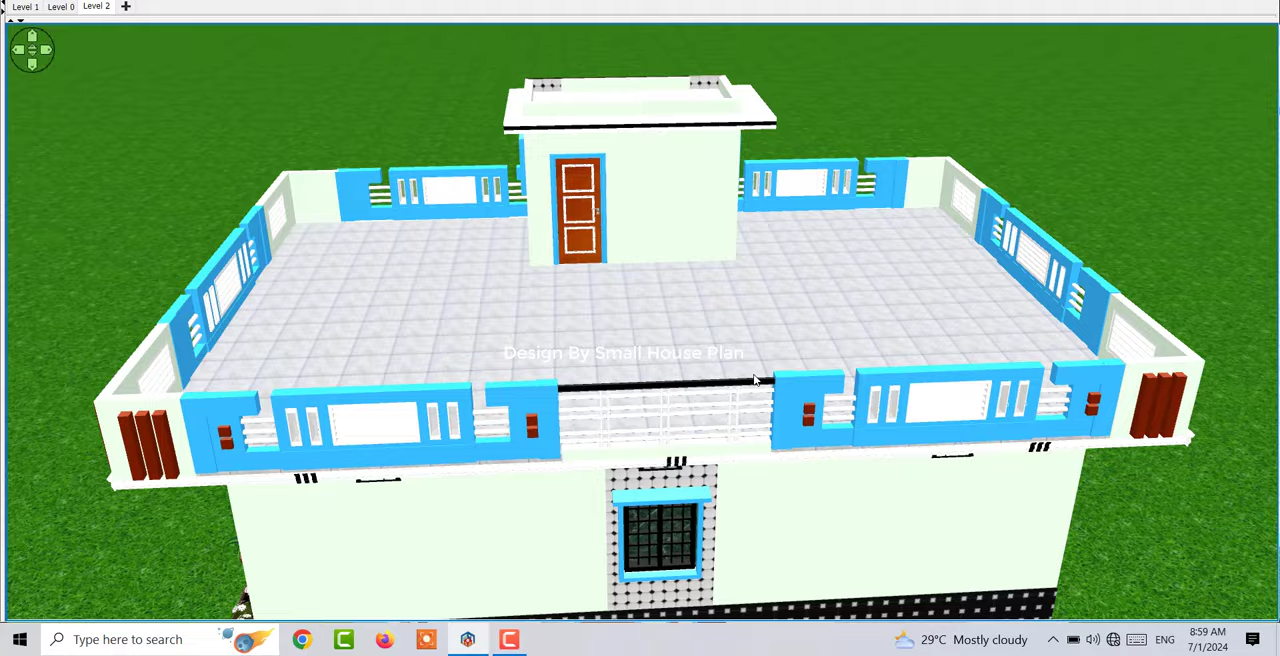 Level 1 Level 0 Level 2
Design By Small House Plan
Type here to search
29°C Mostly cloudy
ENG
8:59 AM
7/1/2024